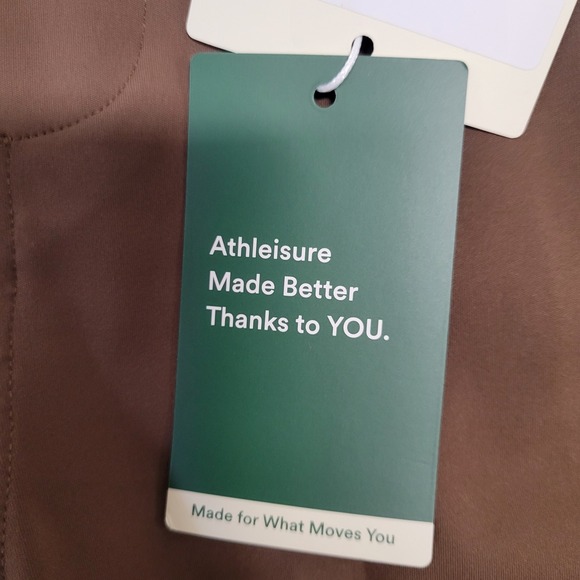 Athleisure
Made Better
Thanks to YOU.
Made for What Moves You